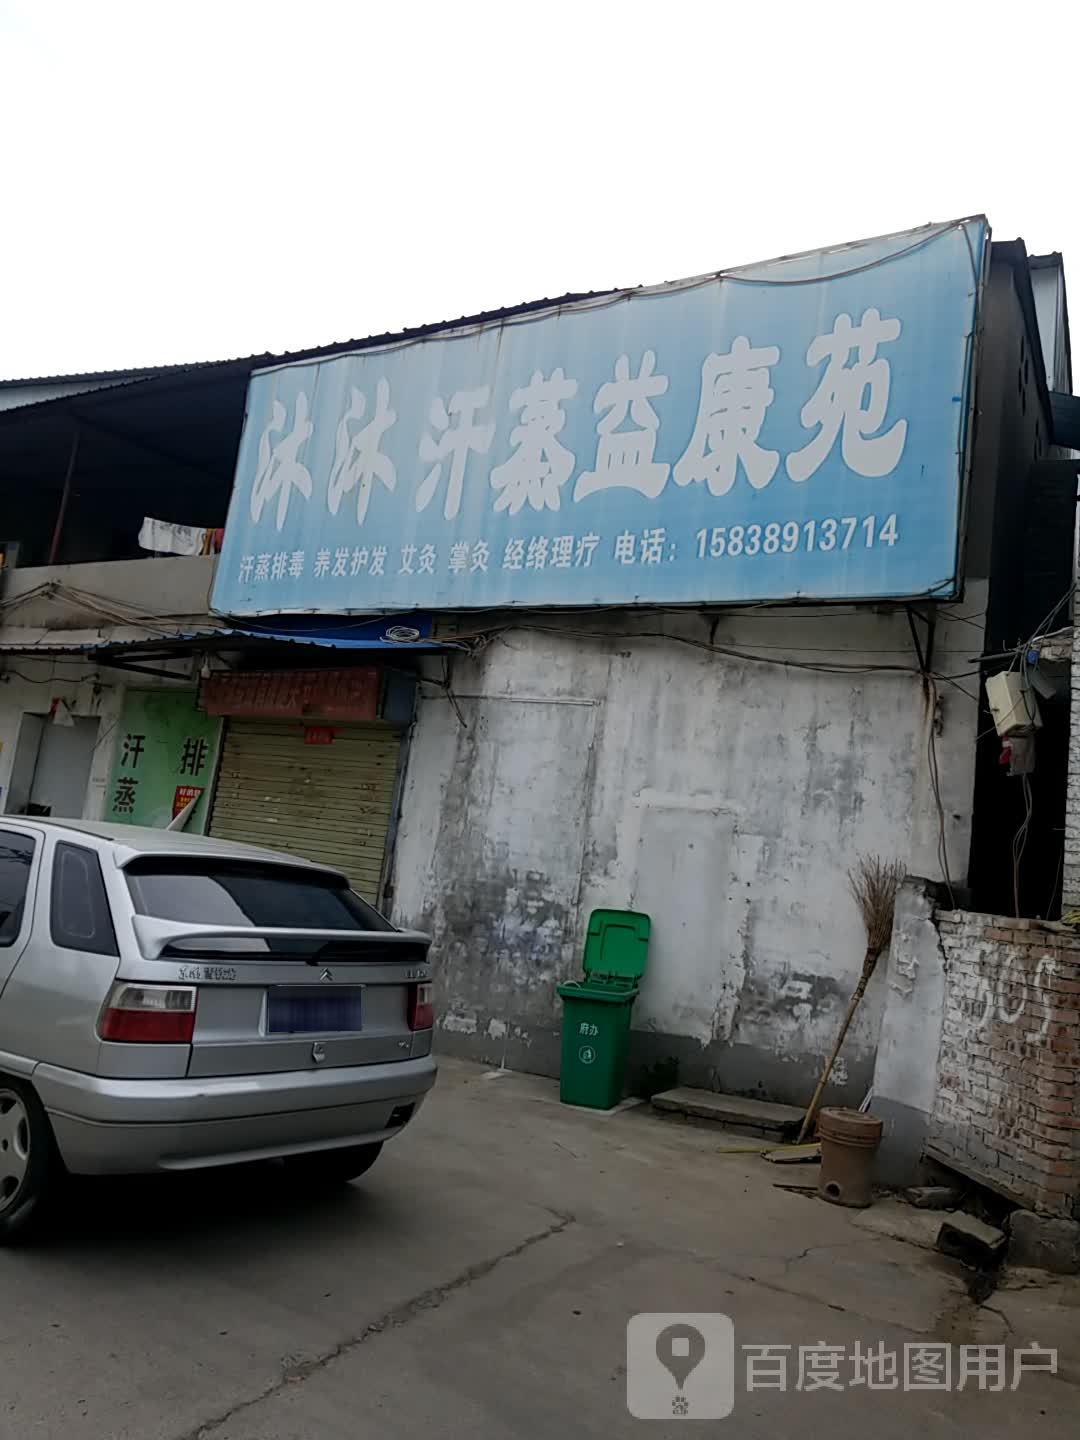 沐沐汗蒸益康苑
汗蒸排毒 养发护发 艾灸 掌灸 经络理疗 电话：15838913714
汗蒸
排
府办
505
百度地图用户